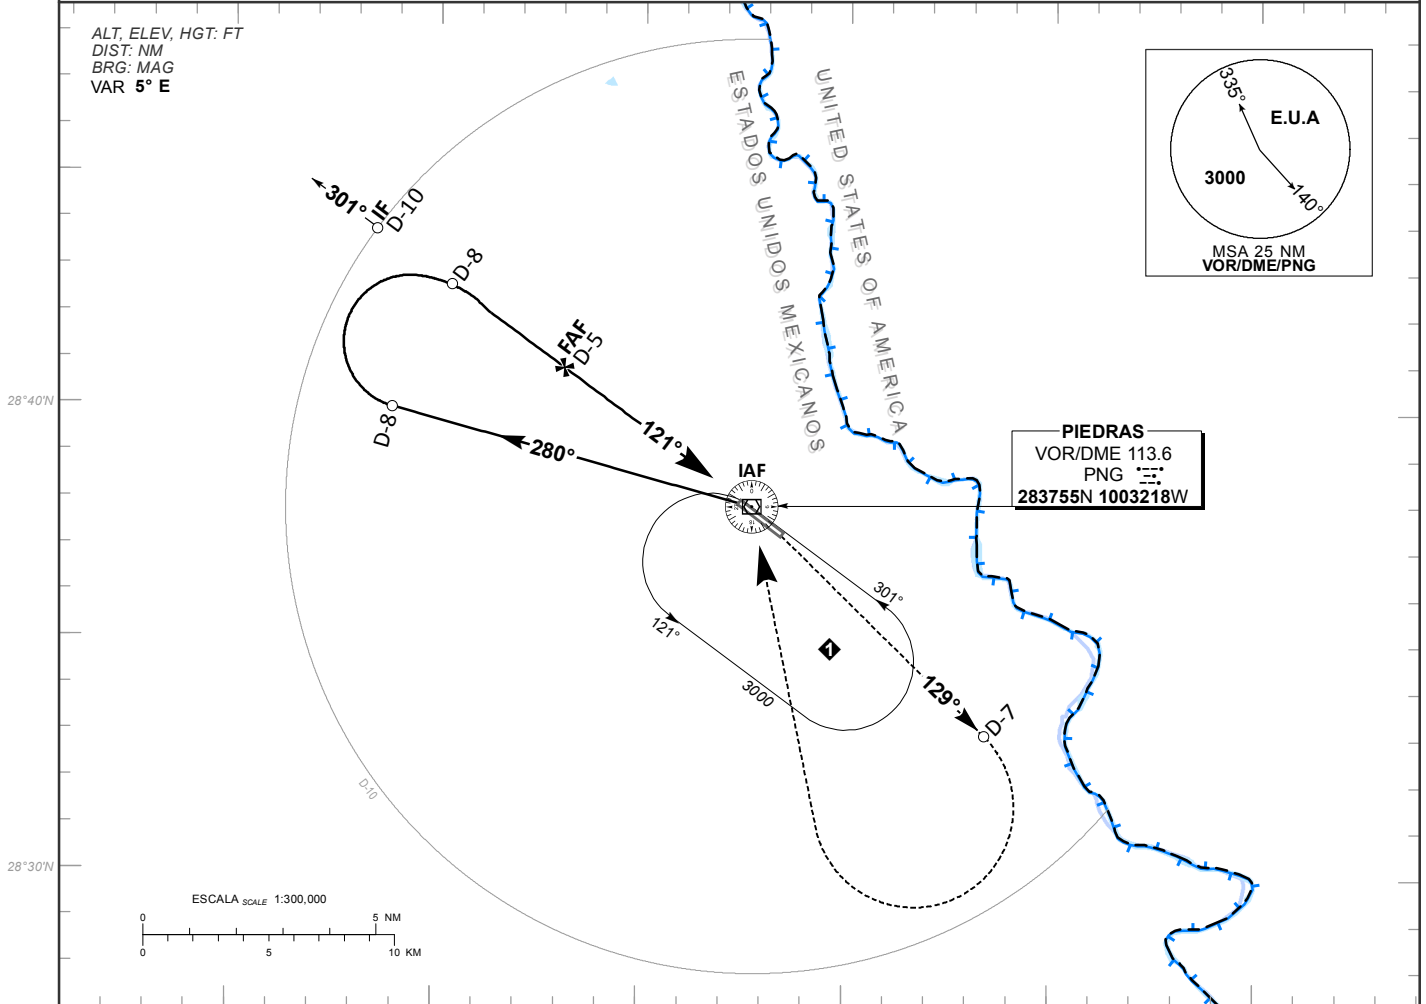 ALT, ELEV, HGT: FT
DIST: NM
BRG: MAG
VAR 5° E
ESTADOS UNIDOS MEXICANOS
UNITED STATES OF AMERICA
335°
E.U.A
3000
140°
MSA 25 NM
VOR/DME/PNG
301°
IF
D-10
D-8
FAF
D-5
28°40'N
D-8
280°
121°
IAF
PIEDRAS
VOR/DME 113.6
PNG
283755N 1003218W
301°
121°
1
3000
129°
D-7
D-10
28°30'N
ESCALA SCALE 1:300,000
0 5 NM
0 5 10 KM